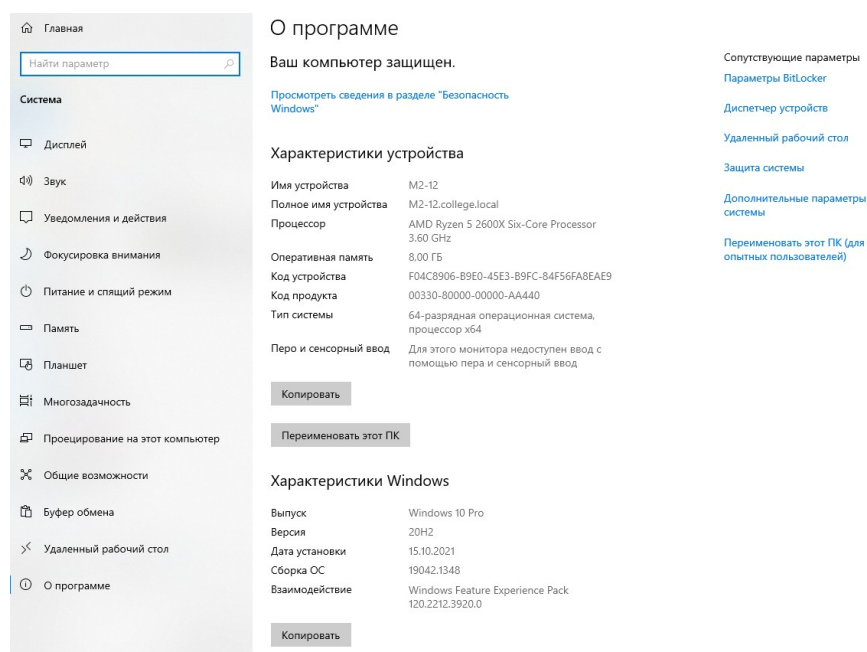 Главная
Найти параметр
Система
Дисплей
Звук
Уведомления и действия
Фокусировка внимания
Питание и спящий режим
Память
Планшет
Многозадачность
Проецирование на этот компьютер
Общие возможности
Буфер обмена
Удаленный рабочий стол
О программе
О программе
Ваш компьютер защищен.
Просмотреть сведения в разделе "Безопасность
Windows"
Характеристики устройства
Имя устройства M2-12
Полное имя устройства M2-12.college.local
Процессор AMD Ryzen 5 2600X Six-Core Processor
3.60 GHz
Оперативная память 8,00 ГБ
Код устройства F04C8906-B9E0-45E3-B9FC-84F56FA8EAE9
Код продукта 00330-80000-00000-AA440
Тип системы 64-разрядная операционная система,
процессор x64
Перо и сенсорный ввод Для этого монитора недоступен ввод с
помощью пера и сенсорный ввод
Копировать
Переименовать этот ПК
Характеристики Windows
Выпуск Windows 10 Pro
Версия 20H2
Дата установки 15.10.2021
Сборка ОС 19042.1348
Взаимодействие Windows Feature Experience Pack
120.2212.3920.0
Копировать
Сопутствующие параметры
Параметры BitLocker
Диспетчер устройств
Удаленный рабочий стол
Защита системы
Дополнительные параметры
системы
Переименовать этот ПК (для
опытных пользователей)